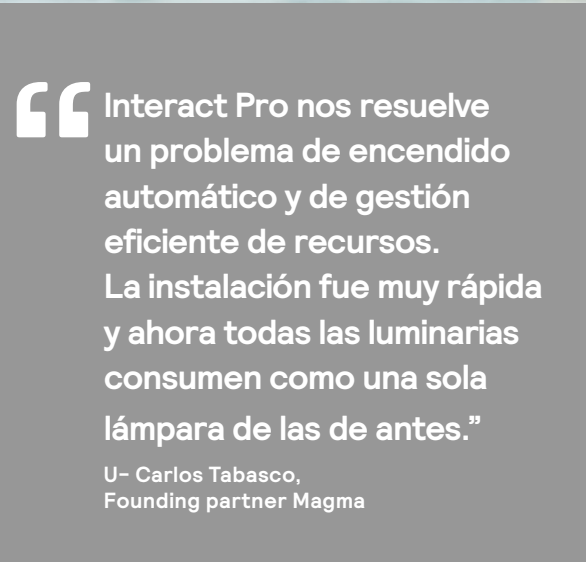 “ Interact Pro nos resuelve
un problema de encendido
automático y de gestión
eficiente de recursos.
La instalación fue muy rápida
y ahora todas las luminarias
consumen como una sola
lámpara de las de antes.”
U– Carlos Tabasco,
Founding partner Magma